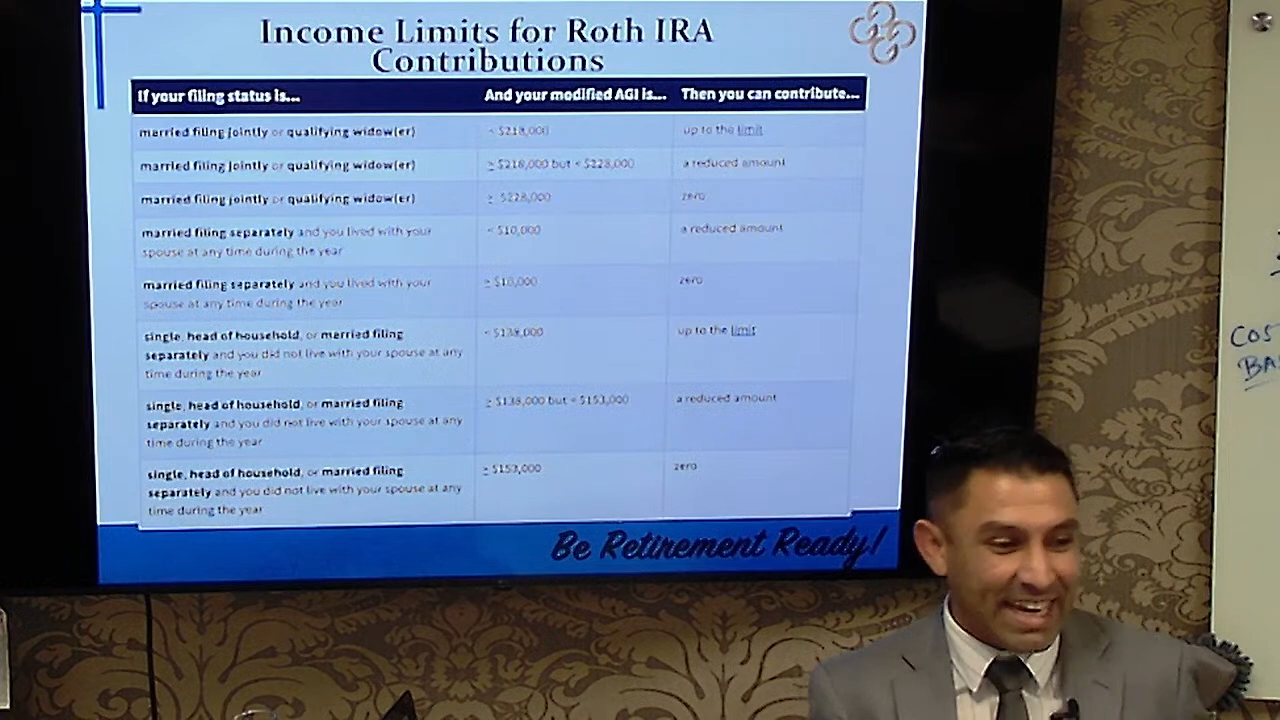 Income Limits for Roth IRA
Contributions
If your filing status is... And your modified AGI is... Then you can contribute...
married filing jointly or qualifying widow(er) < $218,000 up to the limit
married filing jointly or qualifying widow(er) ≥ $218,000 but < $228,000 a reduced amount
married filing jointly or qualifying widow(er) ≥ $228,000 zero
married filing separately and you lived with your < $10,000 a reduced amount
spouse at any time during the year
married filing separately and you lived with your ≥ $10,000 zero
spouse at any time during the year
single, head of household, or married filing < $138,000 up to the limit
separately and you did not live with your spouse at any
time during the year
single, head of household, or married filing ≥ $138,000 but < $153,000 a reduced amount
separately and you did not live with your spouse at any
time during the year
single, head of household, or married filing ≥ $153,000 zero
separately and you did not live with your spouse at any
time during the year
Be Retirement Ready!
COS
BA